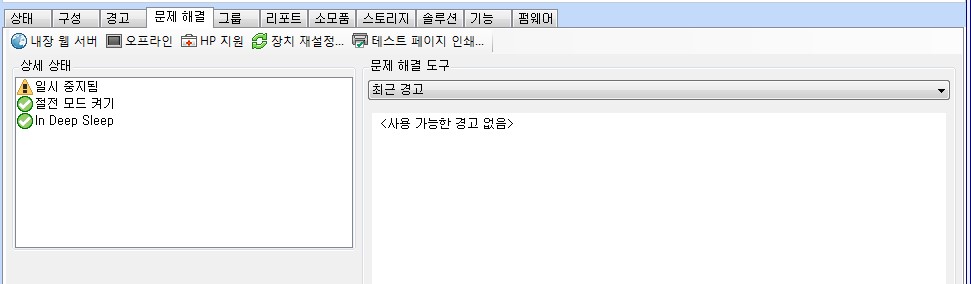 상태 구성 경고 문제 해결 그룹 리포트 소모품 스토리지 솔루션 기능 펌웨어
내장 웹 서버 오프라인 HP 지원 장치 재설정... 테스트 페이지 인쇄...
상세 상태
일시 중지됨
절전 모드 켜기
In Deep Sleep
문제 해결 도구
최근 경고
<사용 가능한 경고 없음>